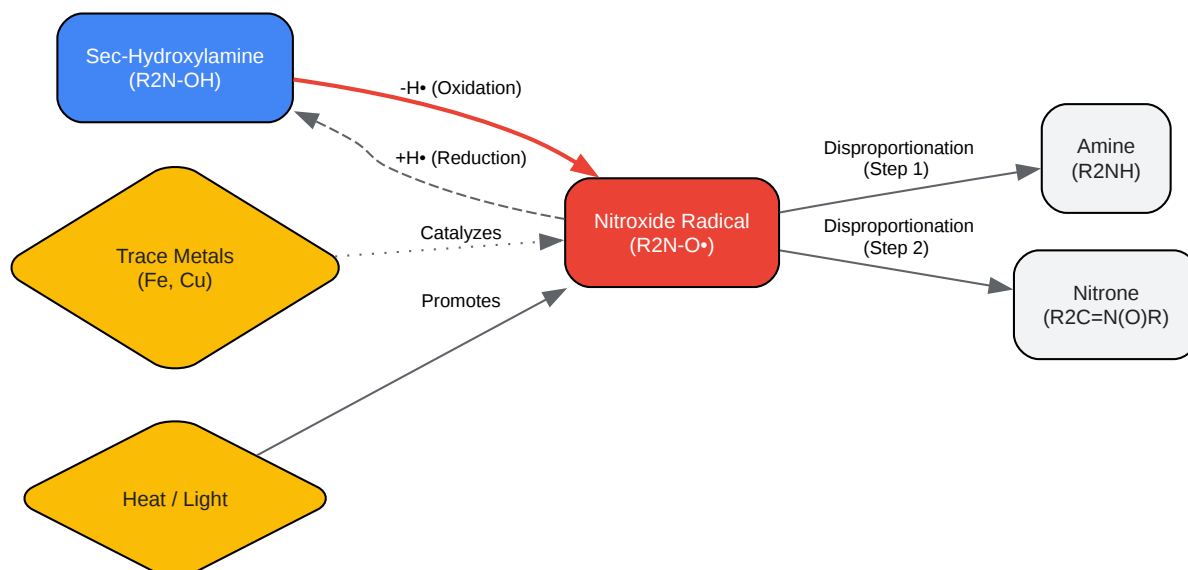 Sec-Hydroxylamine
(R2N-OH)
-H• (Oxidation)
+H• (Reduction)
Trace Metals
(Fe, Cu)
Catalyzes
Promotes
Heat / Light
Nitroxide Radical
(R2N-O•)
Disproportionation
(Step 1)
Disproportionation
(Step 2)
Amine
(R2NH)
Nitrone
(R2C=N(O)R)